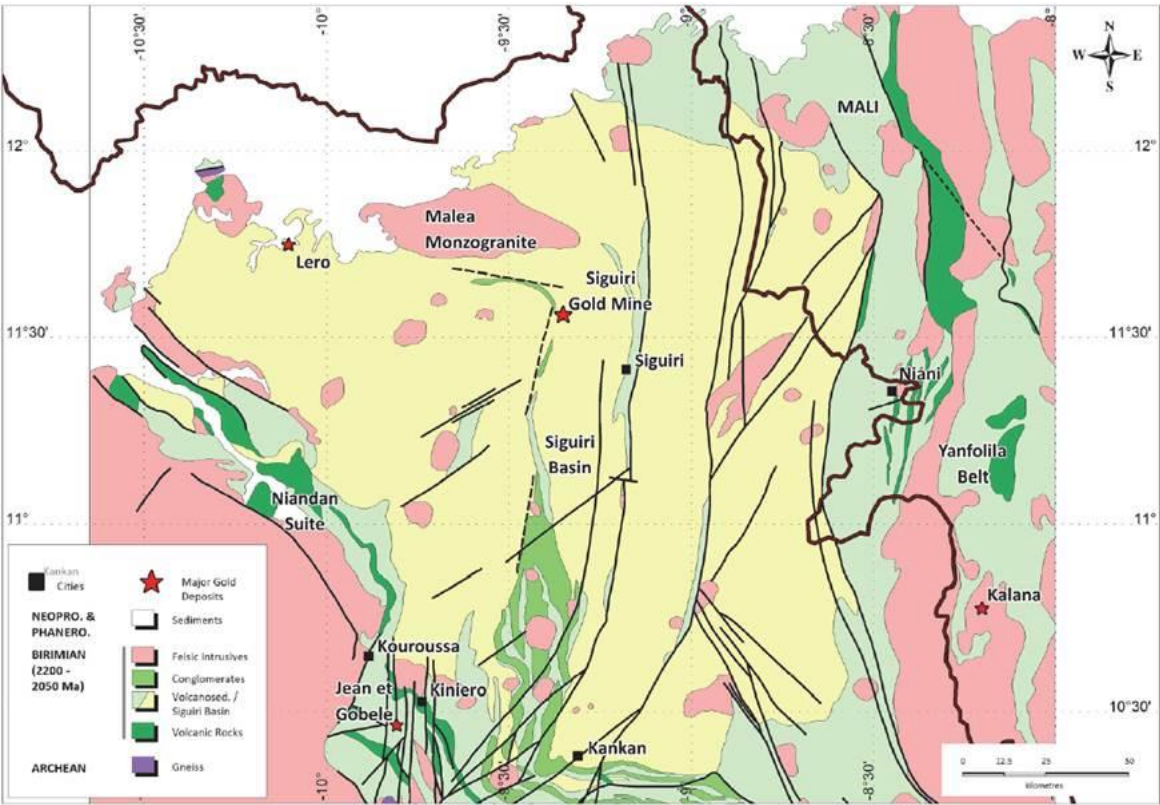 -10°30'
-10°
-9°30'
-9°
-8°30'
-8°
N
W E
S
MALI
12°
12°
Malea
Monzogranite
Lero
Siguiri
Gold Mine
11°30'
11°30'
Siguiri
Niani
Siguiri
Basin
Yanfolila
Belt
Niandan
Suite
11°
11°
Kankan
Cities
Major Gold
Deposits
NEOPRO. &
PHANERO.
Sediments
BIRIMIAN
(2200 -
2050 Ma)
Felsic Intrusives
Conglomerates
Volcanosed. /
Siguiri Basin
Volcanic Rocks
ARCHEAN
Gneiss
Kalana
Kouroussa
Jean et
Gobele
Kiniero
10°30'
Kankan
-10°
-9°30'
-9°
-8°30'
0 12.5 25 50
kilometres